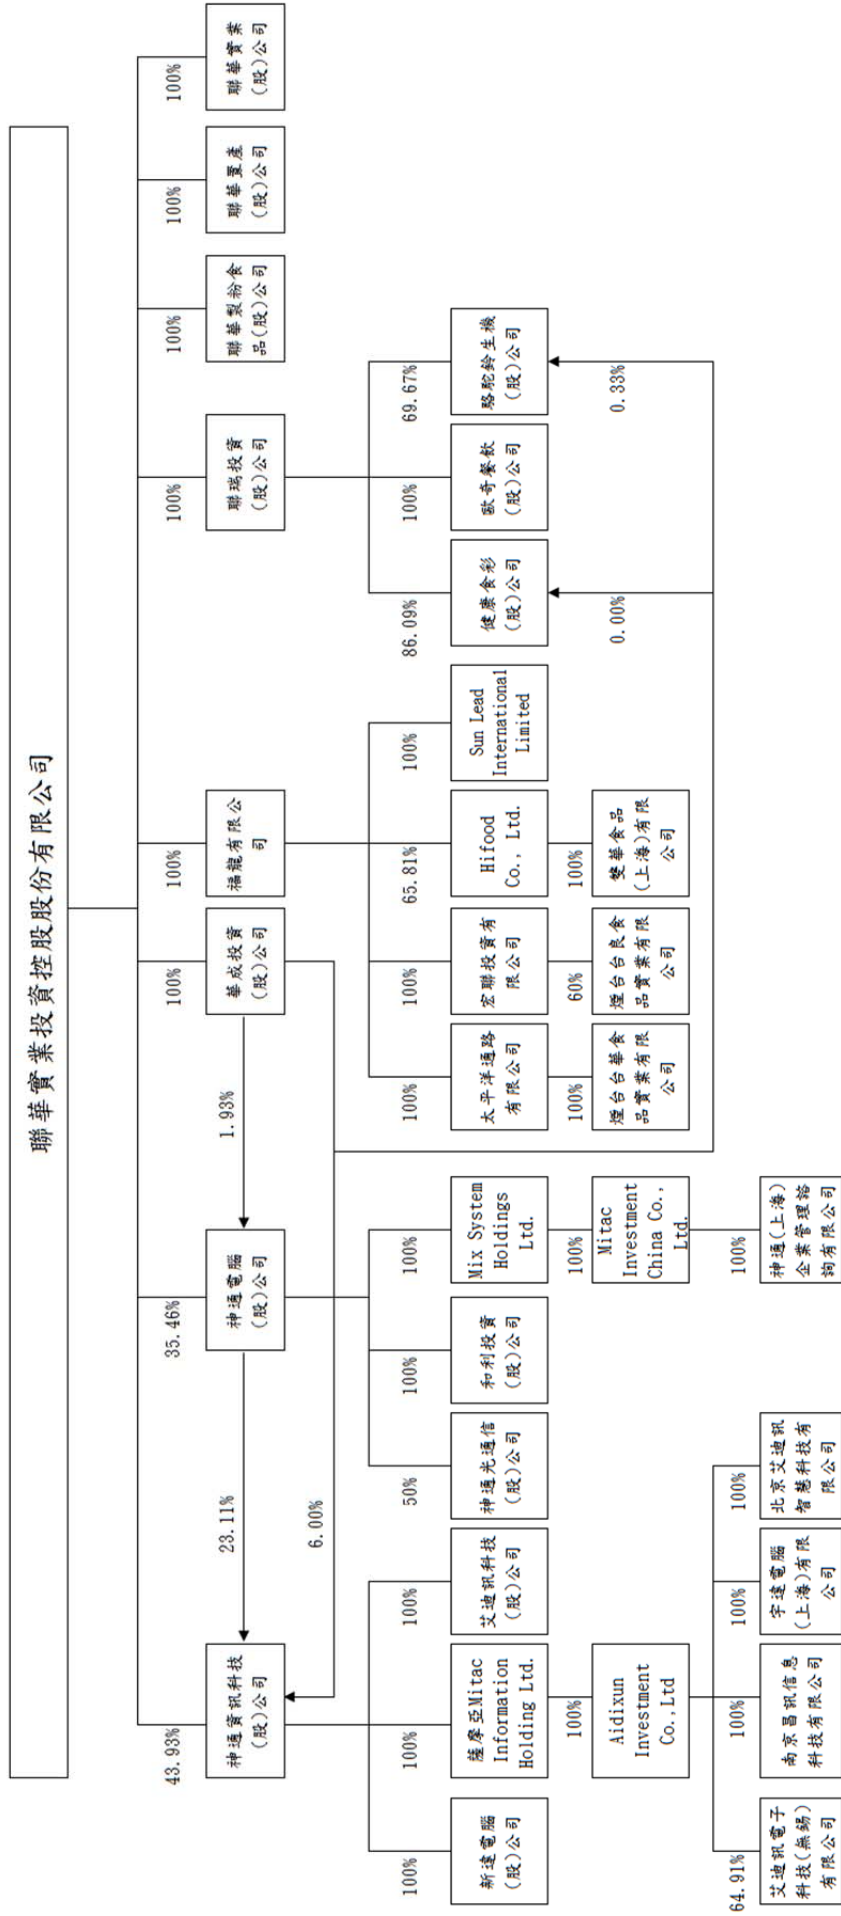 聯華實業投資控股股份有限公司
43.93%
35.46%
100%
100%
100%
100%
100%
100%
神通資訊科技
(股)公司
神通電腦
(股)公司
華成投資
(股)公司
福龍有限公
司
聯瑞投資
(股)公司
聯華製粉食
品(股)公司
聯華置產
(股)公司
聯華實業
(股)公司
23.11%
1.93%
6.00%
100%
100%
100%
50%
100%
100%
100%
100%
65.81%
100%
86.09%
100%
69.67%
新達電腦
(股)公司
薩摩亞Mitac
Information
Holding Ltd.
艾迪訊科技
(股)公司
神通光通信
(股)公司
和利投資
(股)公司
Mix System
Holdings
Ltd.
太平洋通路
有限公司
宏聯投資有
限公司
Hifood
Co., Ltd.
Sun Lead
International
Limited
健康食彩
(股)公司
歐奇餐飲
(股)公司
駱駝鈴生機
(股)公司
100%
100%
100%
60%
100%
0.00%
0.33%
Aidixun
Investment
Co.,Ltd
Mitac
Investment
China Co.,
Ltd.
煙台台華食
品實業有限
公司
煙台台良食
品實業有限
公司
雙華食品
(上海)有限
公司
64.91%
100%
100%
100%
100%
艾迪訊電子
科技(無錫)
有限公司
南京昌訊信息
科技有限公司
宇達電腦
(上海)有限
公司
北京艾迪訊
智慧科技有
限公司
神通(上海)
企業管理諮
詢有限公司